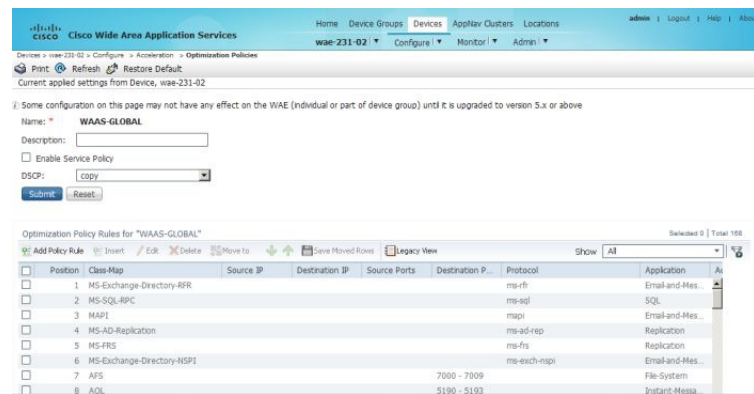 Home Device Groups Devices AppNav Clusters Locations
admin | Logout | Help | Abou
cisco Cisco Wide Area Application Services
wae-231-02 Configure Monitor Admin
Devices > wae-231-02 > Configure > Acceleration > Optimization Policies
Print Refresh Restore Default
Current applied settings from Device, wae-231-02
Some configuration on this page may not have any effect on the WAE (individual or part of device group) until it is upgraded to version 5.x or above
Name: * WAAS-GLOBAL
Description:
Enable Service Policy
DSCP: copy
Submit Reset
Optimization Policy Rules for "WAAS-GLOBAL" Selected 0 | Total 168
Add Policy Rule Insert Edit Delete Move to Save Moved Rows Legacy View Show All
Position Class-Map Source IP Destination IP Source Ports Destination P... Protocol Application Ac
1 MS-Exchange-Directory-RFR ms-rfr Email-and-Mes...
2 MS-SQL-RPC ms-sql SQL
3 MAPI mapi Email-and-Mes...
4 MS-AD-Replication ms-ad-rep Replication
5 MS-FRS ms-frs Replication
6 MS-Exchange-Directory-NSPI ms-exch-nspi Email-and-Mes...
7 AFS 7000 - 7009 File-System
8 AOL 5190 - 5193 Instant-Messa...